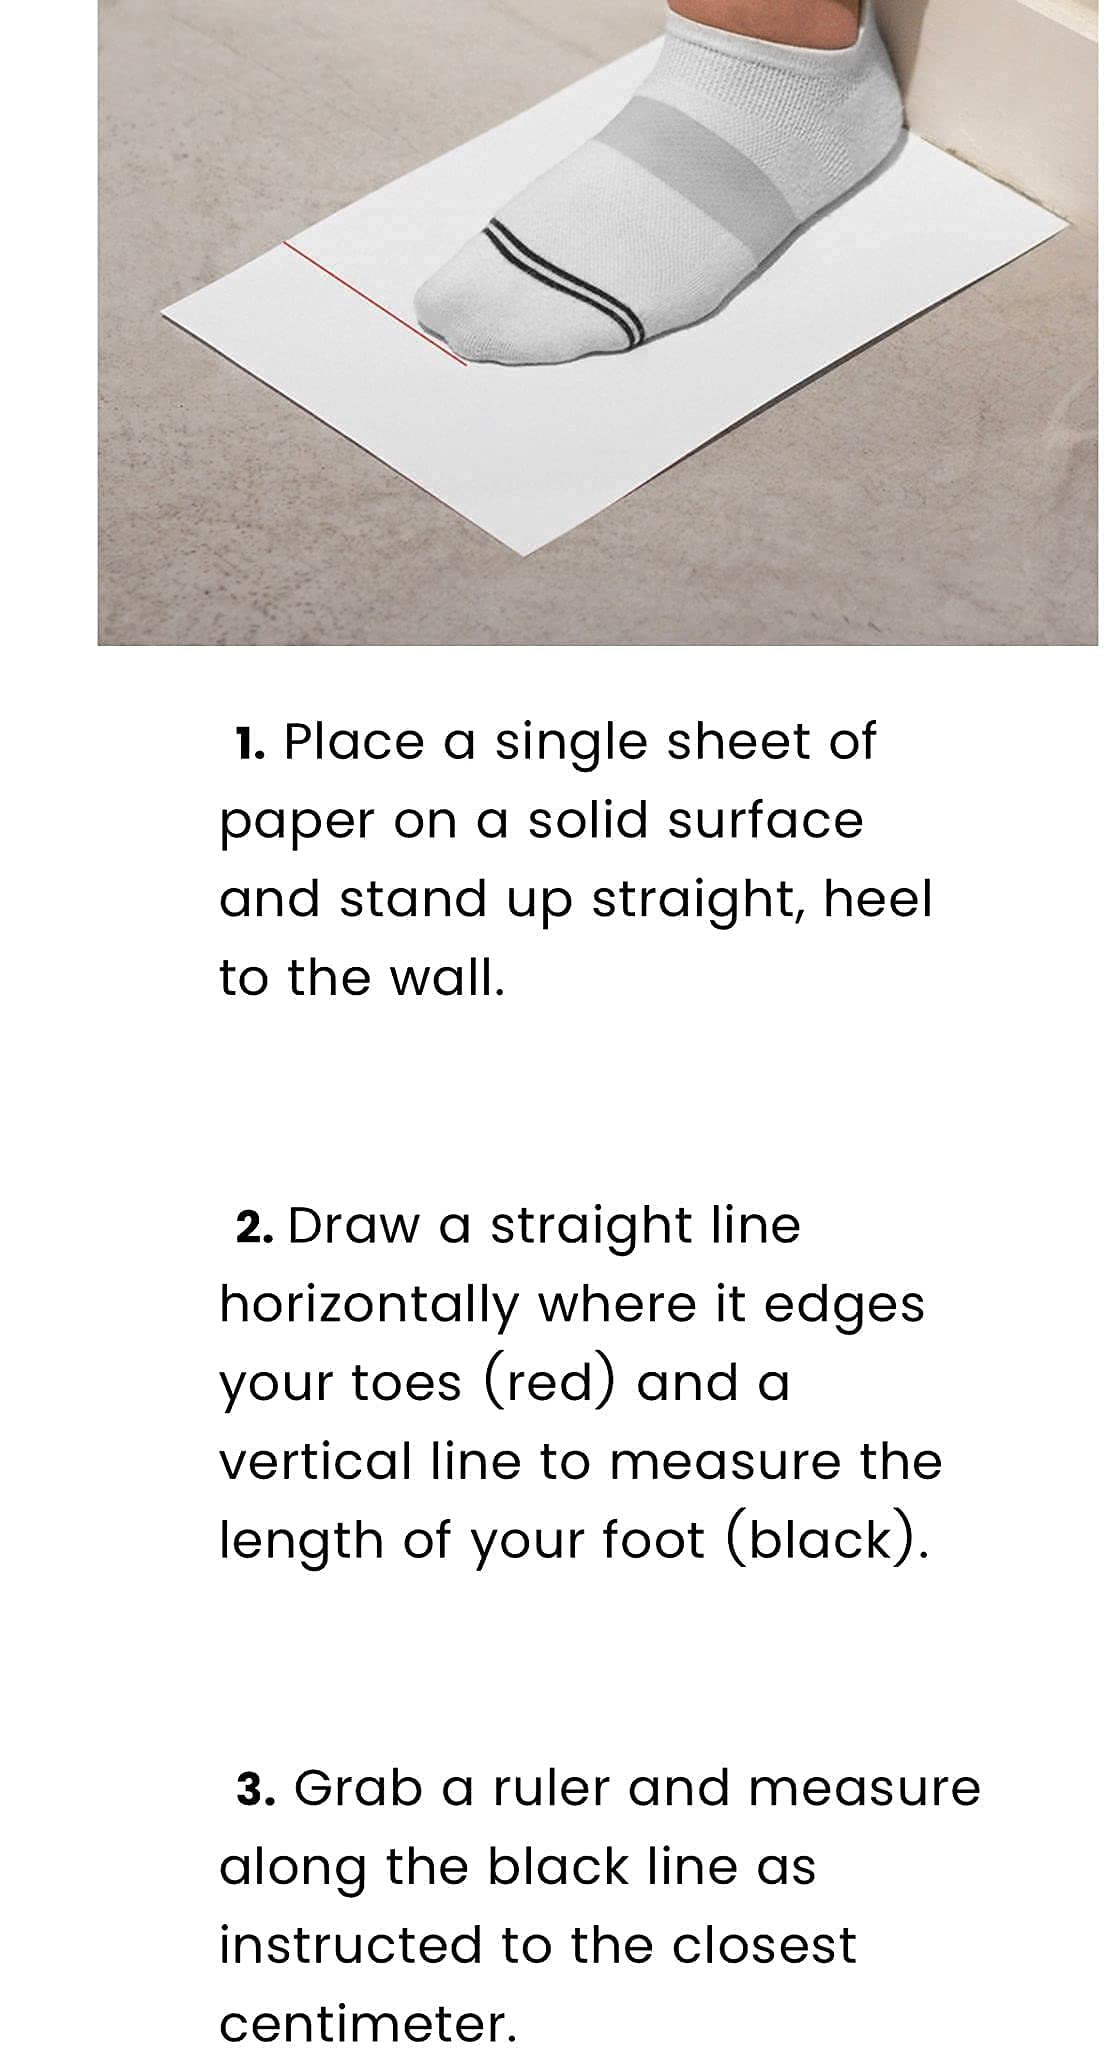 1. Place a single sheet of
paper on a solid surface
and stand up straight, heel
to the wall.
2. Draw a straight line
horizontally where it edges
your toes (red) and a
vertical line to measure the
length of your foot (black).
3. Grab a ruler and measure
along the black line as
instructed to the closest
centimeter.